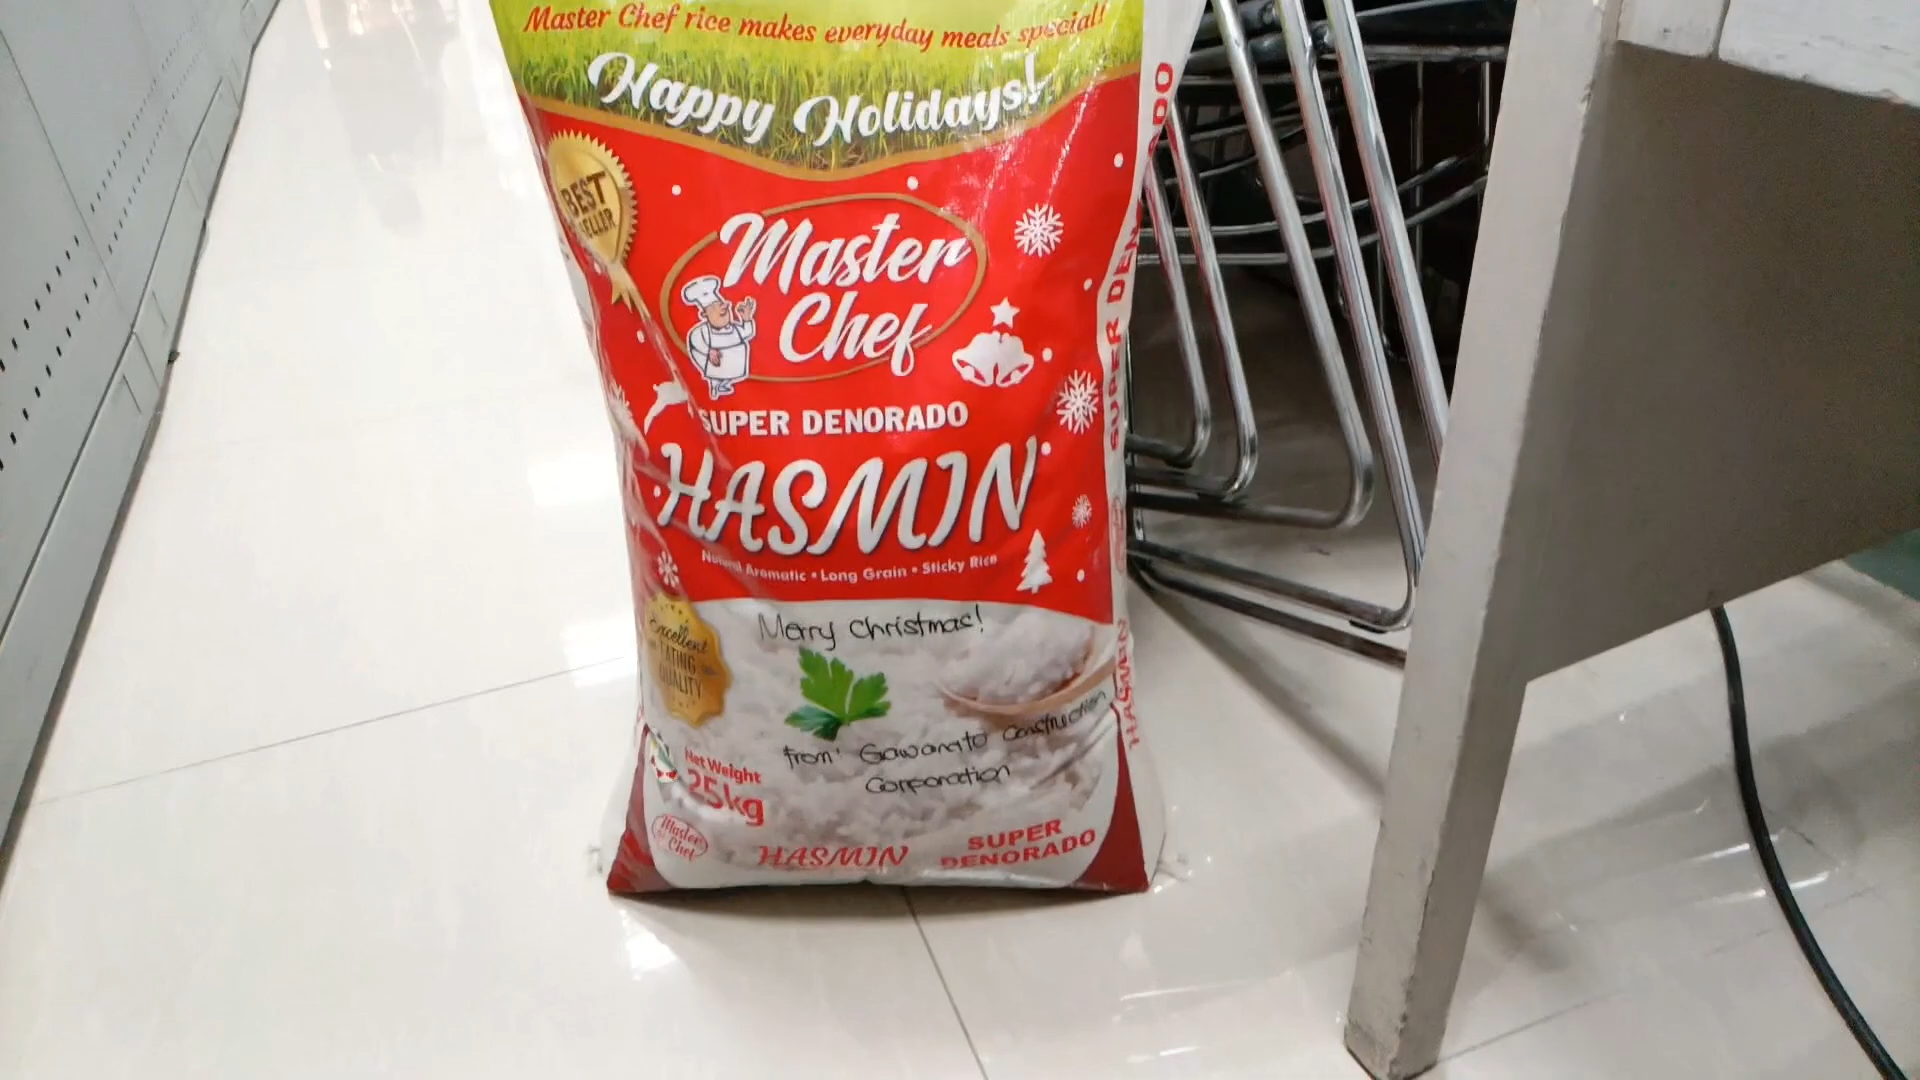 Master Chef rice makes everyday meals special!
Happy Holidays!
BEST
SELLER
Master
Chef
SUPER DENORADO
HASMIN
Natural Aromatic • Long Grain • Sticky Rice
Merry Christmas!
Excellent
EATING
QUALITY
from: Gawanato Construction
Corporation
Net Weight
25kg
Master
Chef
HASMIN
SUPER
DENORADO
SUPER DENORADO
HASMIN